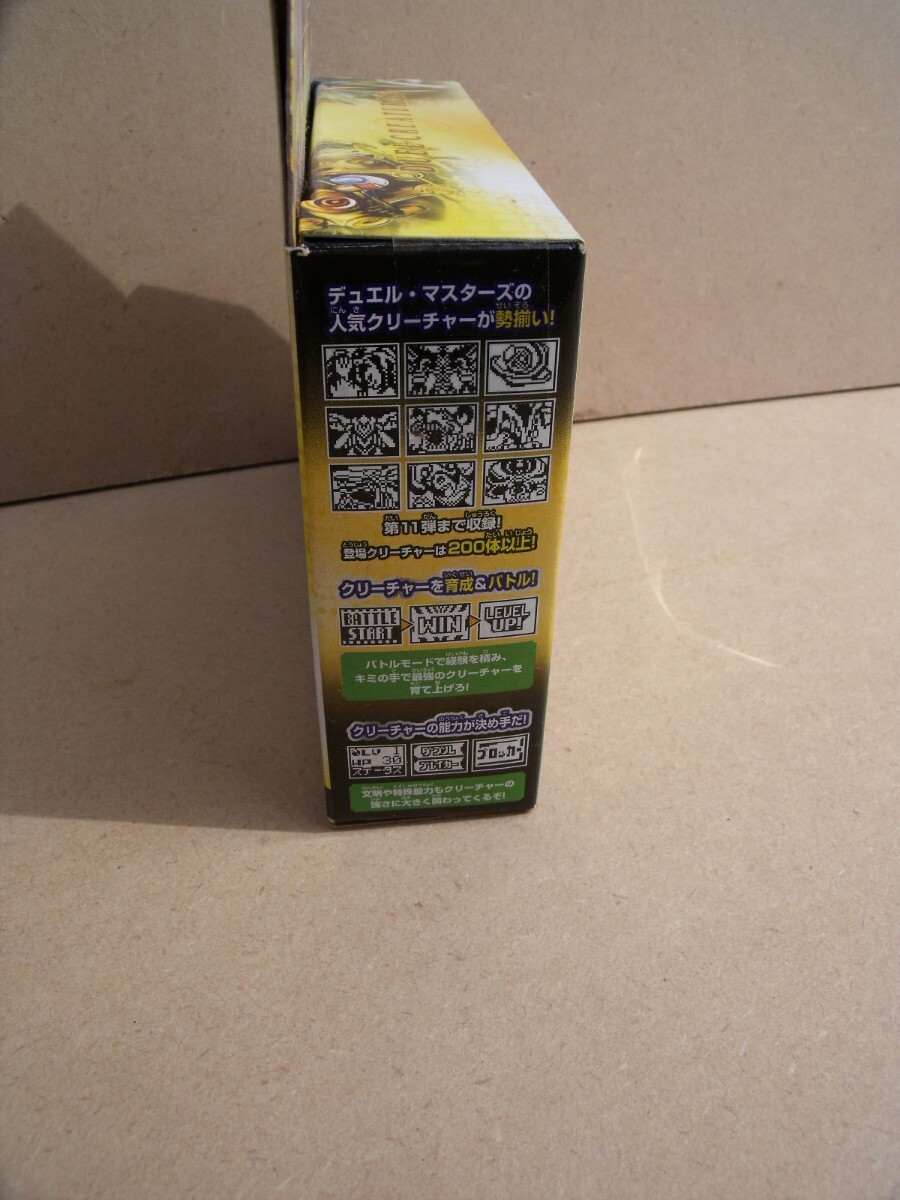 デュエル・マスターズの
人気クリーチャーが勢揃い!
第11弾まで収録!
登場クリーチャーは200体以上!
クリーチャーを育成&バトル!
BATTLE START
WIN
LEVEL UP!
バトルモードで経験を積み、
キミの手で最強のクリーチャーを
育て上げろ!
クリーチャーの能力が決め手だ!
LV 1
HP 30
ステータス
ダブル
ブレイカー
ブロッカー
文明や特殊能力もクリーチャーの
強さに大きく関わってくるぞ!